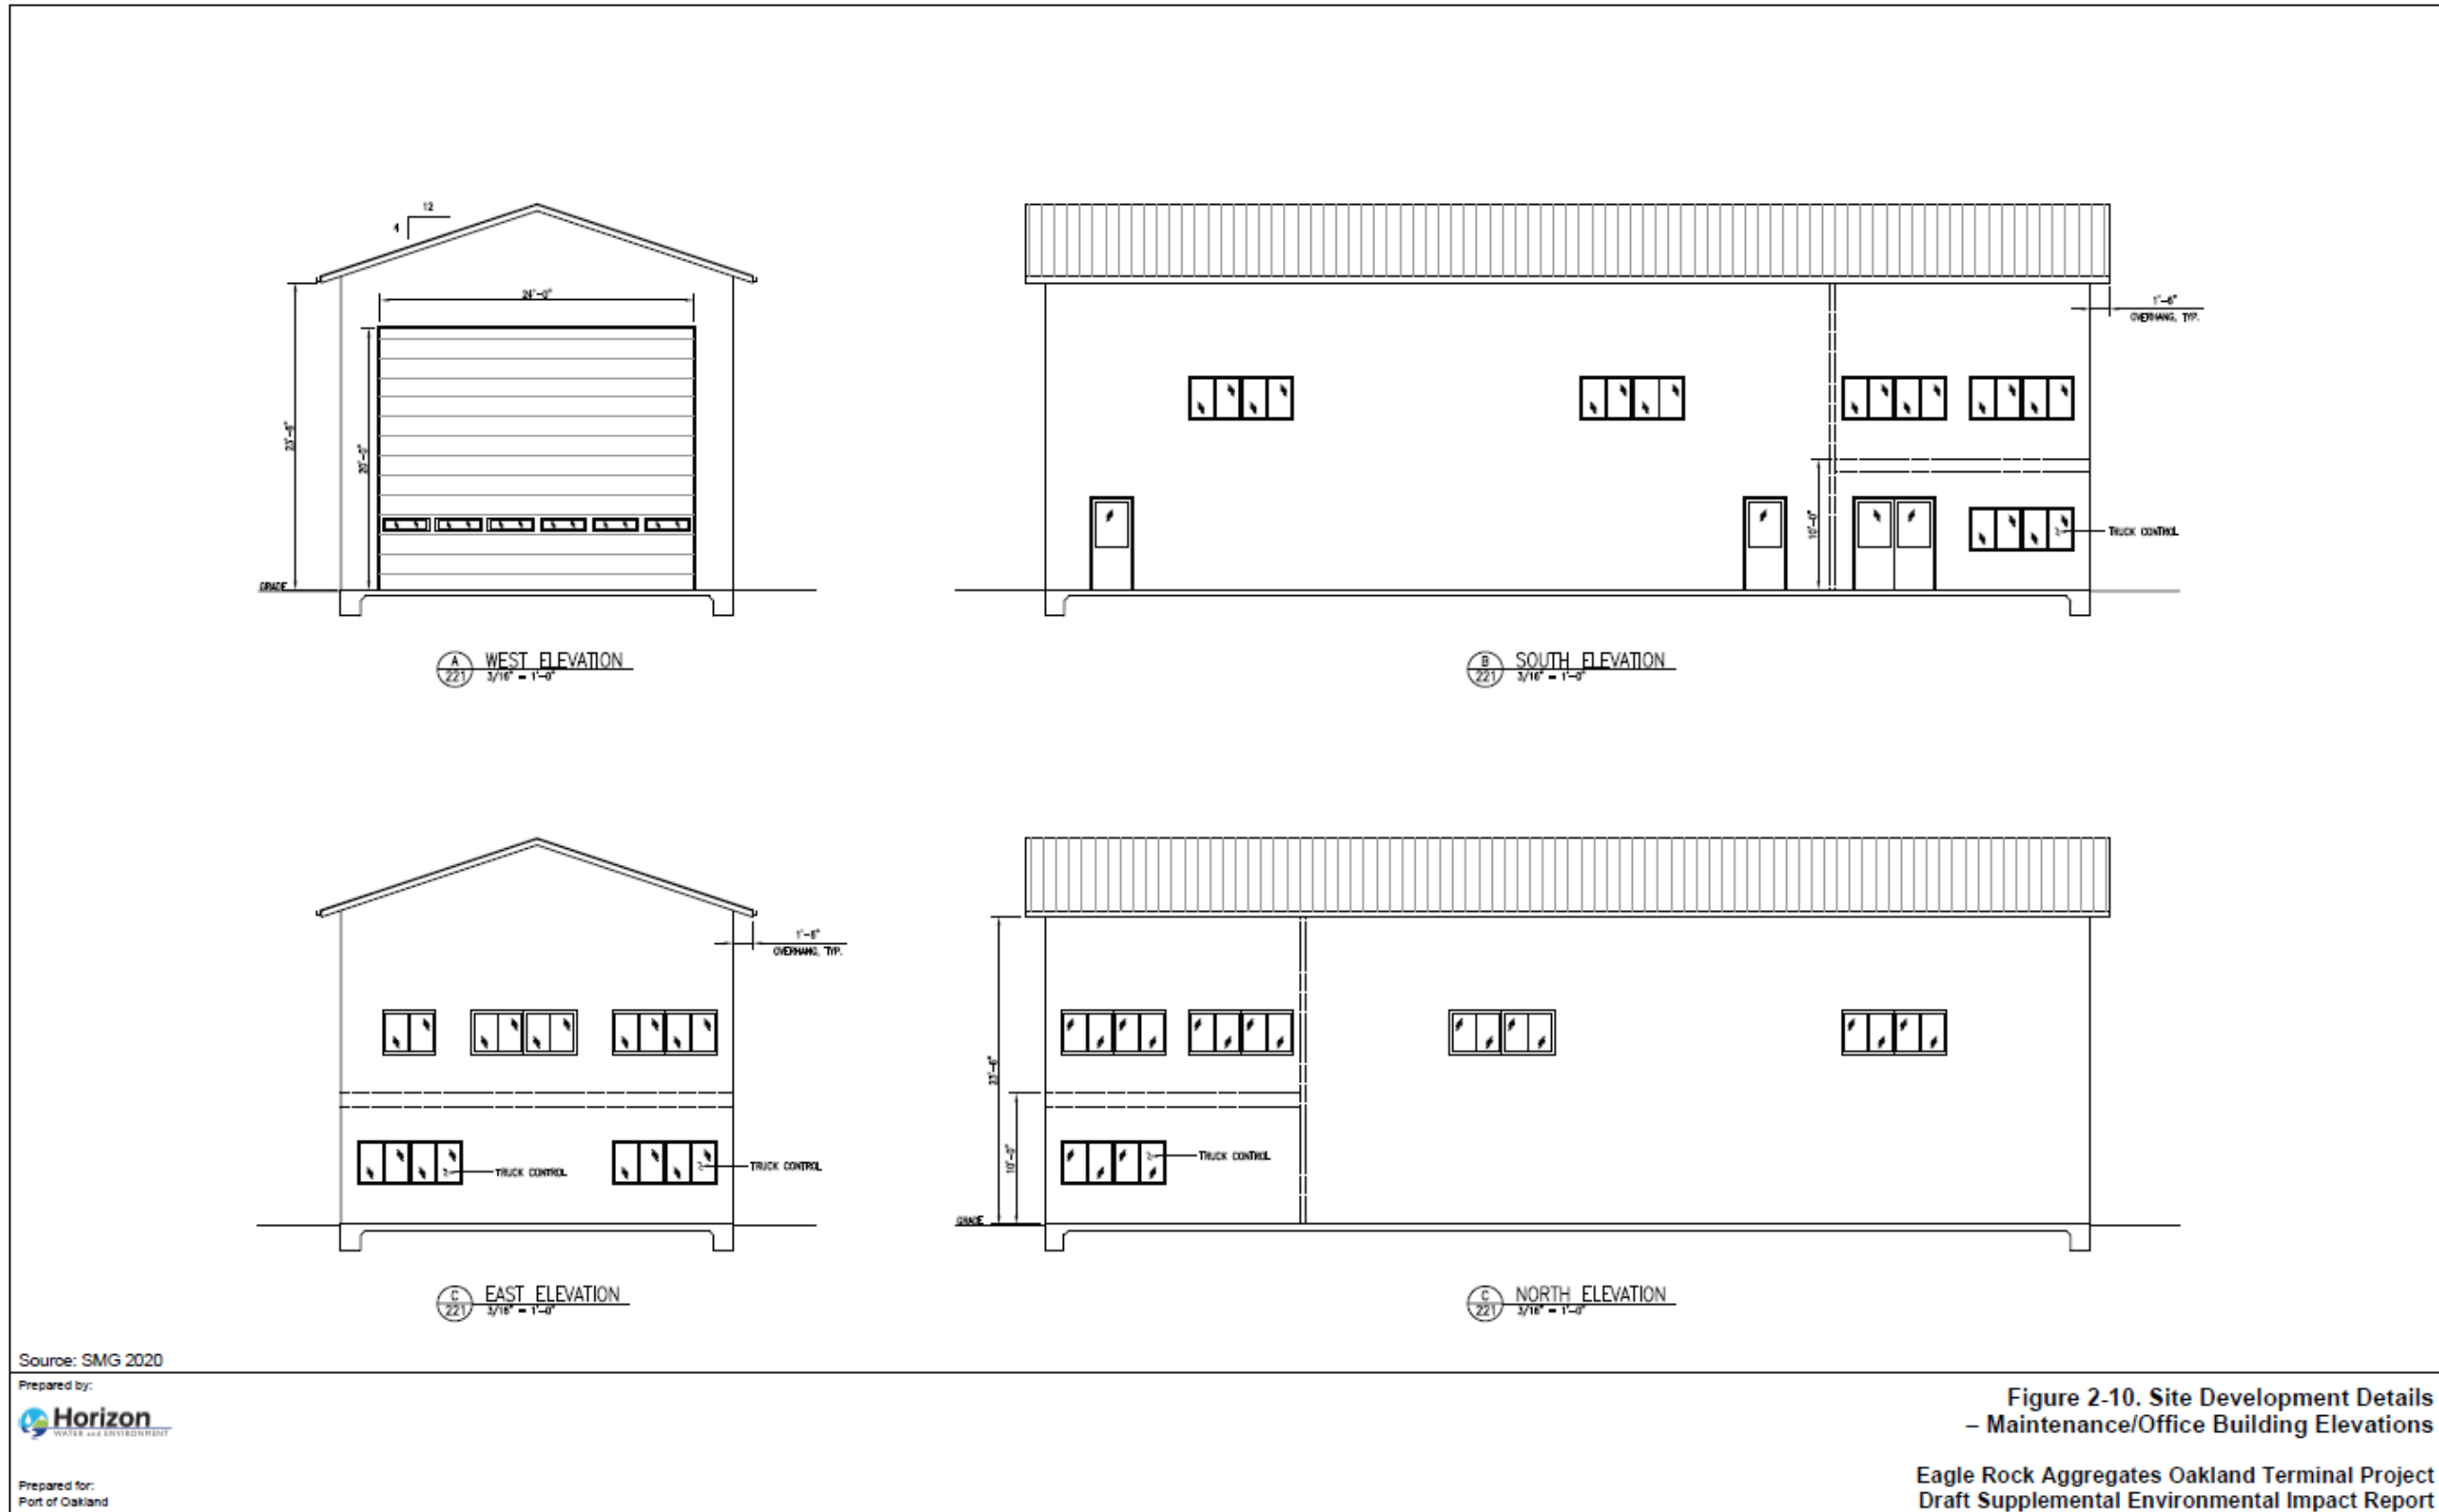 12
4
24'-0"
23'-6"
20'-0"
GRADE
A
221
WEST ELEVATION
3/16" = 1'-0"
1'-6"
OVERHANG, TYP.
10'-0"
TRUCK CONTROL
B
221
SOUTH ELEVATION
3/16" = 1'-0"
1'-6"
OVERHANG, TYP.
TRUCK CONTROL
TRUCK CONTROL
C
221
EAST ELEVATION
3/16" = 1'-0"
23'-6"
10'-0"
TRUCK CONTROL
GRADE
C
221
NORTH ELEVATION
3/16" = 1'-0"
Source: SMG 2020
Prepared by:
Horizon
WATER and ENVIRONMENT
Prepared for:
Port of Oakland
Figure 2-10. Site Development Details
– Maintenance/Office Building Elevations
Eagle Rock Aggregates Oakland Terminal Project
Draft Supplemental Environmental Impact Report